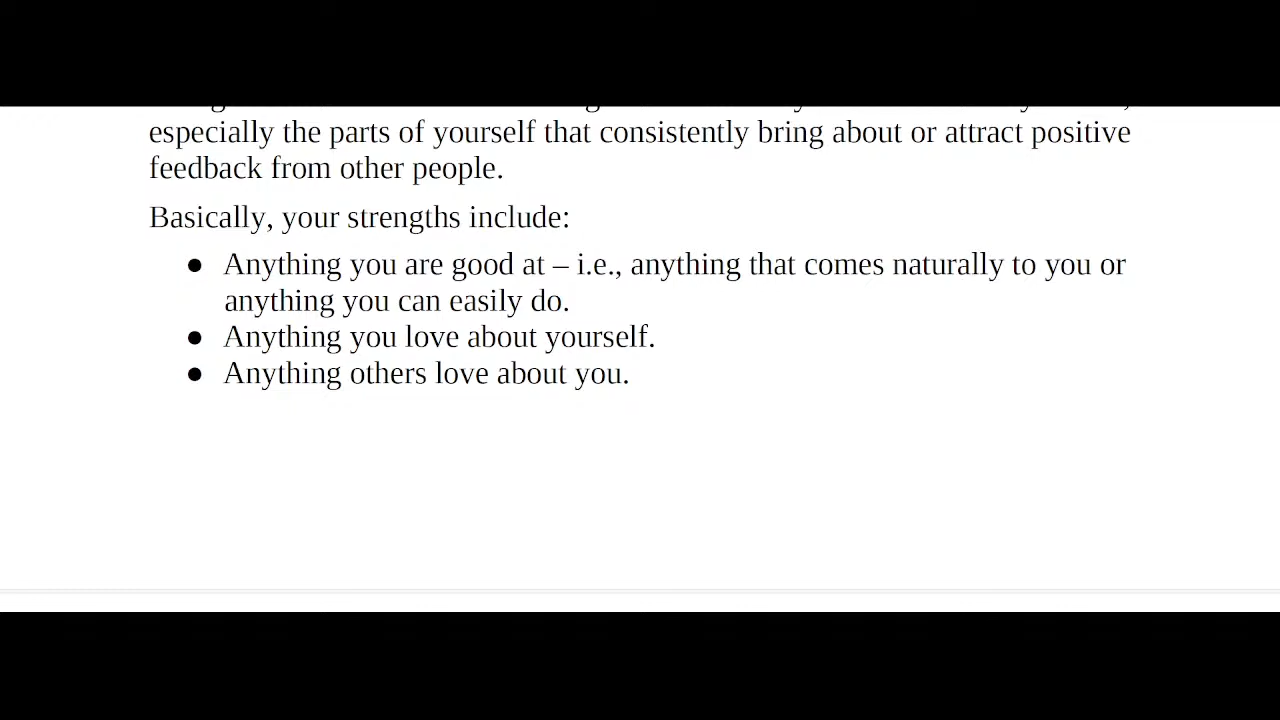 especially the parts of yourself that consistently bring about or attract positive
feedback from other people.
Basically, your strengths include:
● Anything you are good at – i.e., anything that comes naturally to you or
anything you can easily do.
● Anything you love about yourself.
● Anything others love about you.